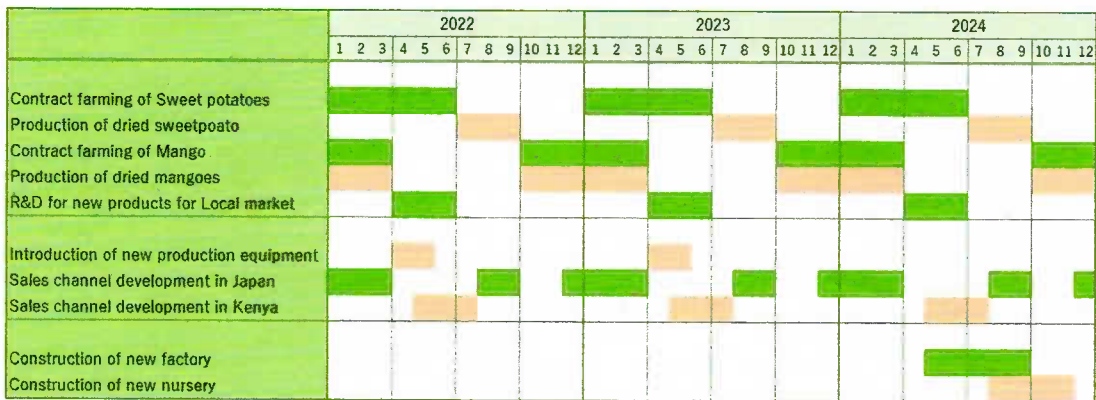 2022 2023 2024
1 2 3 4 5 6 7 8 9 10 11 12 1 2 3 4 5 6 7 8 9 10 11 12 1 2 3 4 5 6 7 8 9 10 11 12
Contract farming of Sweet potatoes
Production of dried sweetpoato
Contract farming of Mango
Production of dried mangoes
R&D for new products for Local market
Introduction of new production equipment
Sales channel development in Japan
Sales channel development in Kenya
Construction of new factory
Construction of new nursery